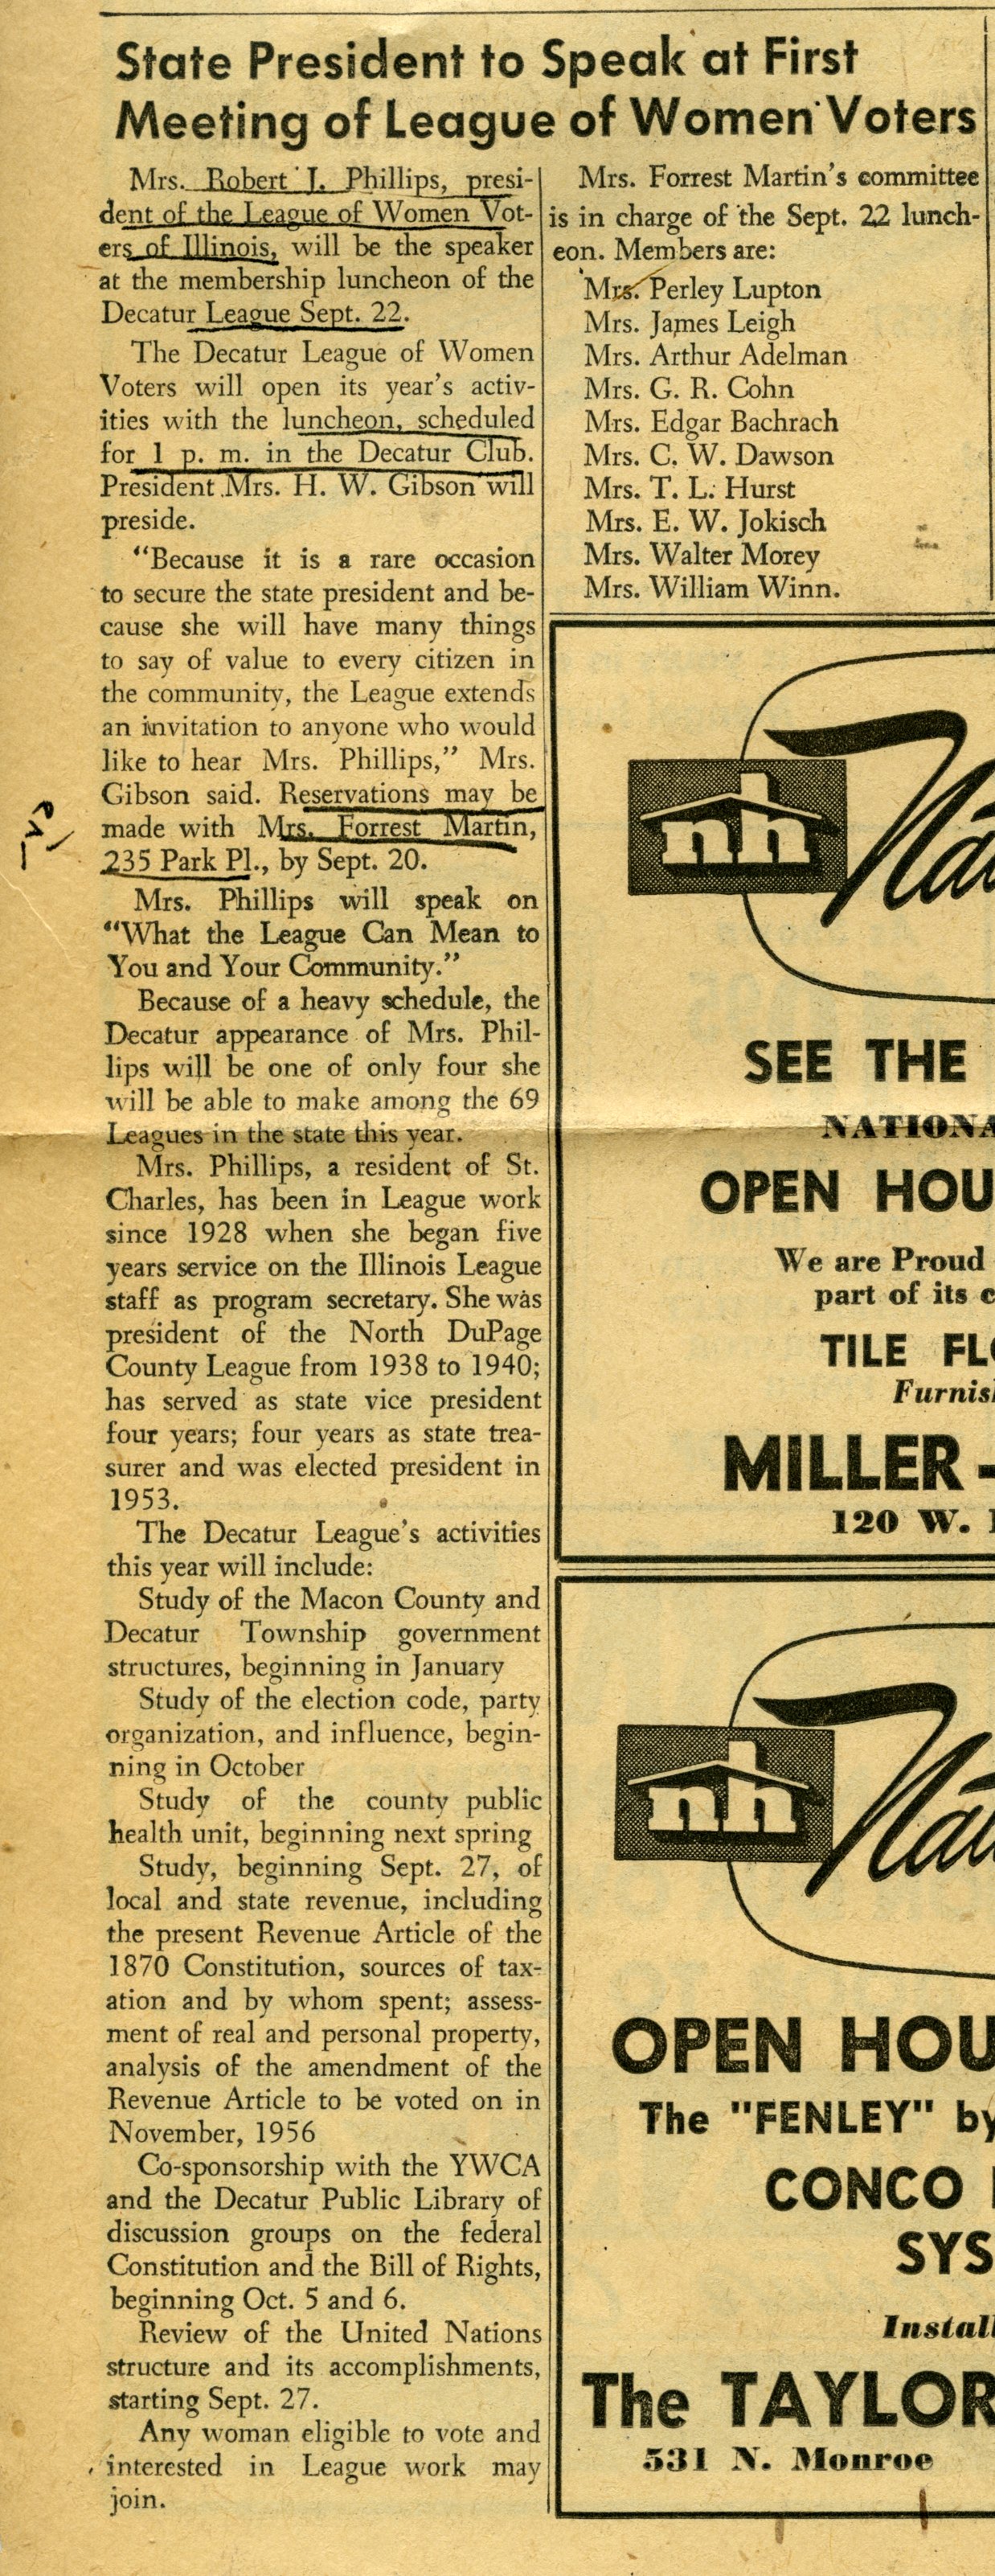 State President to Speak at First
Meeting of League of Women Voters
Mrs. Robert J. Phillips, presi-
dent of the League of Women Vot-
ers of Illinois, will be the speaker
at the membership luncheon of the
Decatur League Sept. 22.
The Decatur League of Women
Voters will open its year's activ-
ities with the luncheon, scheduled
for 1 p. m. in the Decatur Club.
President Mrs. H. W. Gibson will
preside.
"Because it is a rare occasion
to secure the state president and be-
cause she will have many things
to say of value to every citizen in
the community, the League extends
an invitation to anyone who would
like to hear Mrs. Phillips," Mrs.
Gibson said. Reservations may be
made with Mrs. Forrest Martin,
235 Park Pl., by Sept. 20.
Mrs. Phillips will speak on
"What the League Can Mean to
You and Your Community."
Because of a heavy schedule, the
Decatur appearance of Mrs. Phil-
lips will be one of only four she
will be able to make among the 69
Leagues in the state this year.
Mrs. Phillips, a resident of St.
Charles, has been in League work
since 1928 when she began five
years service on the Illinois League
staff as program secretary. She was
president of the North DuPage
County League from 1938 to 1940;
has served as state vice president
four years; four years as state trea-
surer and was elected president in
1953.
The Decatur League's activities
this year will include:
Study of the Macon County and
Decatur Township government
structures, beginning in January
Study of the election code, party
organization, and influence, begin-
ning in October
Study of the county public
health unit, beginning next spring
Study, beginning Sept. 27, of
local and state revenue, including
the present Revenue Article of the
1870 Constitution, sources of tax-
ation and by whom spent; assess-
ment of real and personal property,
analysis of the amendment of the
Revenue Article to be voted on in
November, 1956
Co-sponsorship with the YWCA
and the Decatur Public Library of
discussion groups on the federal
Constitution and the Bill of Rights,
beginning Oct. 5 and 6.
Review of the United Nations
structure and its accomplishments,
starting Sept. 27.
Any woman eligible to vote and
interested in League work may
join.
Mrs. Forrest Martin's committee
is in charge of the Sept. 22 lunch-
eon. Members are:
Mrs. Perley Lupton
Mrs. James Leigh
Mrs. Arthur Adelman
Mrs. G. R. Cohn
Mrs. Edgar Bachrach
Mrs. C. W. Dawson
Mrs. T. L. Hurst
Mrs. E. W. Jokisch
Mrs. Walter Morey
Mrs. William Winn.
nh
SEE THE
NATIONA
OPEN HOU
We are Proud
part of its c
TILE FLO
Furnish
MILLER -
120 W.
nh
OPEN HOU
The "FENLEY" by
CONCO
SYS
Install
The TAYLOR
531 N. Monroe